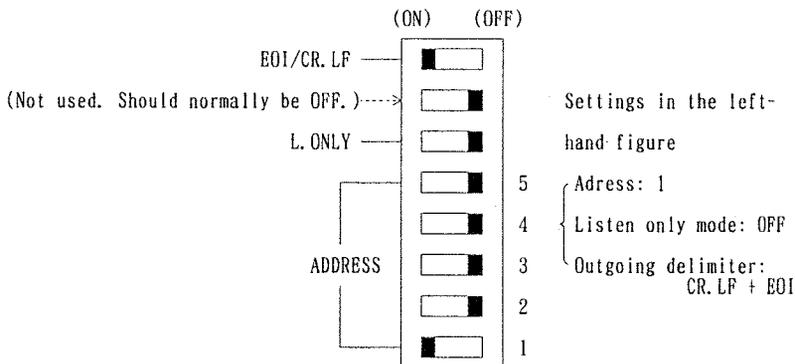 (ON) (OFF)
EOI/CR.LF
(Not used. Should normally be OFF.)
L.ONLY
ADDRESS
5
4
3
2
1
Settings in the left-
hand figure
Adress: 1
Listen only mode: OFF
Outgoing delimiter:
CR.LF + EOI